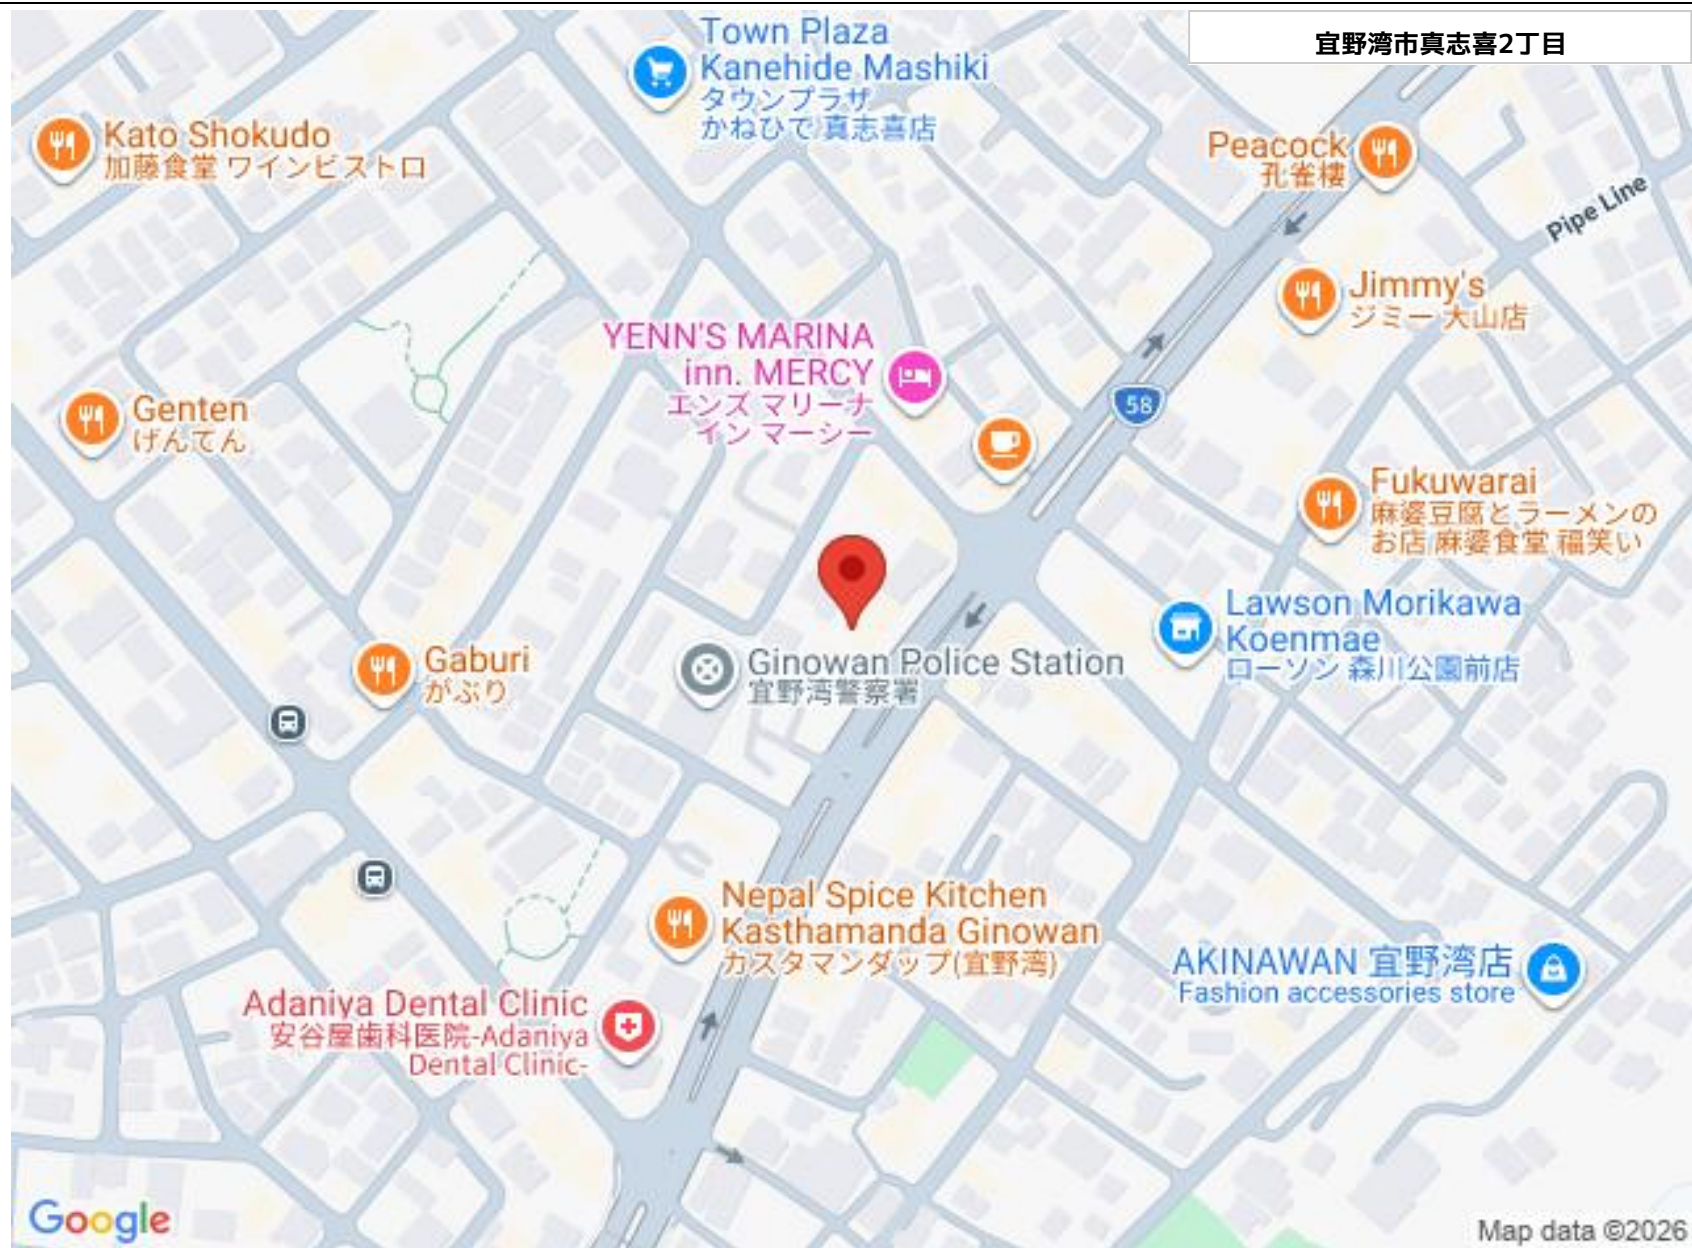 宜野湾市真志喜2丁目
Town Plaza
Kanehide Mashiki
タウンプラザ
かねひで 真志喜店
Kato Shokudo
加藤食堂 ワインビストロ
Peacock
孔雀樓
Pipe Line
Jimmy's
ジミー 大山店
YENN'S MARINA
inn. MERCY
エンズ マリーナ
イン マーシー
58
Genten
げんてん
Fukuwarai
麻婆豆腐とラーメンの
お店 麻婆食堂 福笑い
Lawson Morikawa
Koenmae
ローソン 森川公園前店
Ginowan Police Station
宜野湾警察署
Gaburi
がぶり
Nepal Spice Kitchen
Kasthamanda Ginowan
カスタマンダップ(宜野湾)
AKINAWAN 宜野湾店
Fashion accessories store
Adaniya Dental Clinic
安谷屋歯科医院-Adaniya
Dental Clinic-
Google
Map data ©2026